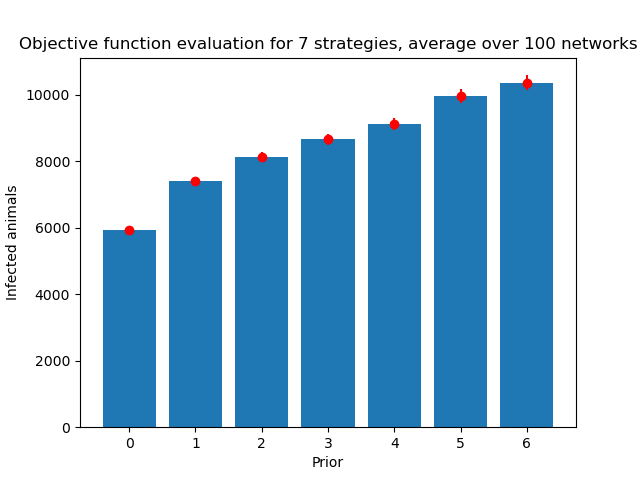 Objective function evaluation for 7 strategies, average over 100 networks
10000
8000
6000
4000
2000
0
Infected animals
0 1 2 3 4 5 6
Prior